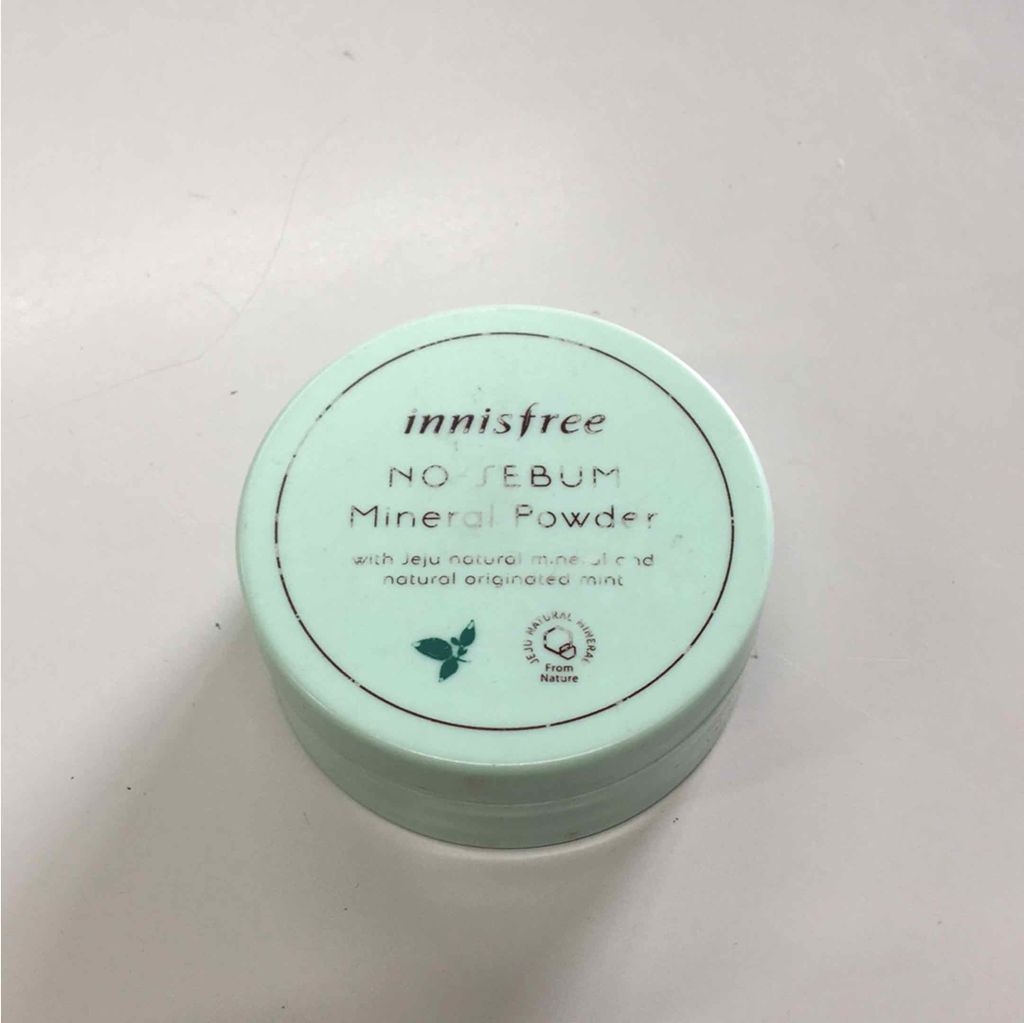 innisfree
NO-SEBUM
Mineral Powder
with Jeju natural mineral and
natural originated mint
JEJU NATURAL MINERAL
From
Nature